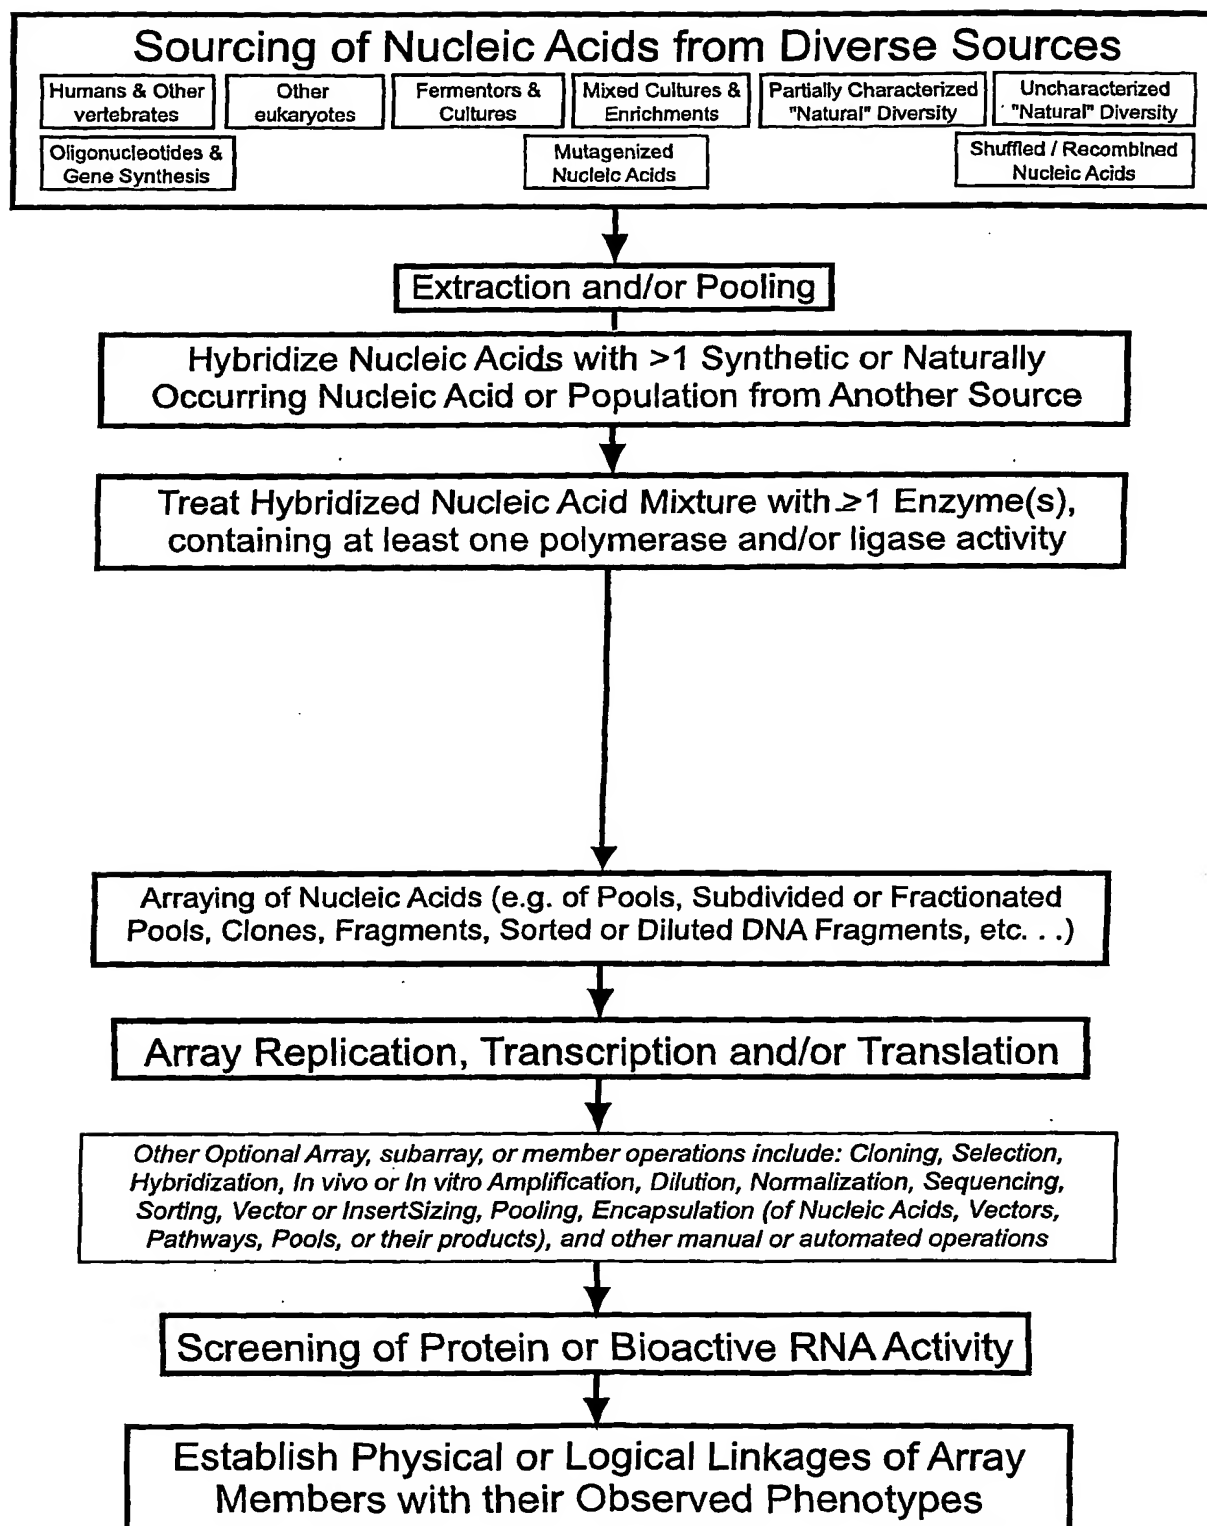 Sourcing of Nucleic Acids from Diverse Sources
Humans & Other
vertebrates
Other
eukaryotes
Fermentors &
Cultures
Mixed Cultures &
Enrichments
Partially Characterized
"Natural" Diversity
Uncharacterized
"Natural" Diversity
Oligonucleotides &
Gene Synthesis
Mutagenized
Nucleic Acids
Shuffled / Recombined
Nucleic Acids
Extraction and/or Pooling
Hybridize Nucleic Acids with >1 Synthetic or Naturally
Occurring Nucleic Acid or Population from Another Source
Treat Hybridized Nucleic Acid Mixture with ≥1 Enzyme(s),
containing at least one polymerase and/or ligase activity
Arraying of Nucleic Acids (e.g. of Pools, Subdivided or Fractionated
Pools, Clones, Fragments, Sorted or Diluted DNA Fragments, etc. . .)
Array Replication, Transcription and/or Translation
Other Optional Array, subarray, or member operations include: Cloning, Selection,
Hybridization, In vivo or In vitro Amplification, Dilution, Normalization, Sequencing,
Sorting, Vector or InsertSizing, Pooling, Encapsulation (of Nucleic Acids, Vectors,
Pathways, Pools, or their products), and other manual or automated operations
Screening of Protein or Bioactive RNA Activity
Establish Physical or Logical Linkages of Array
Members with their Observed Phenotypes